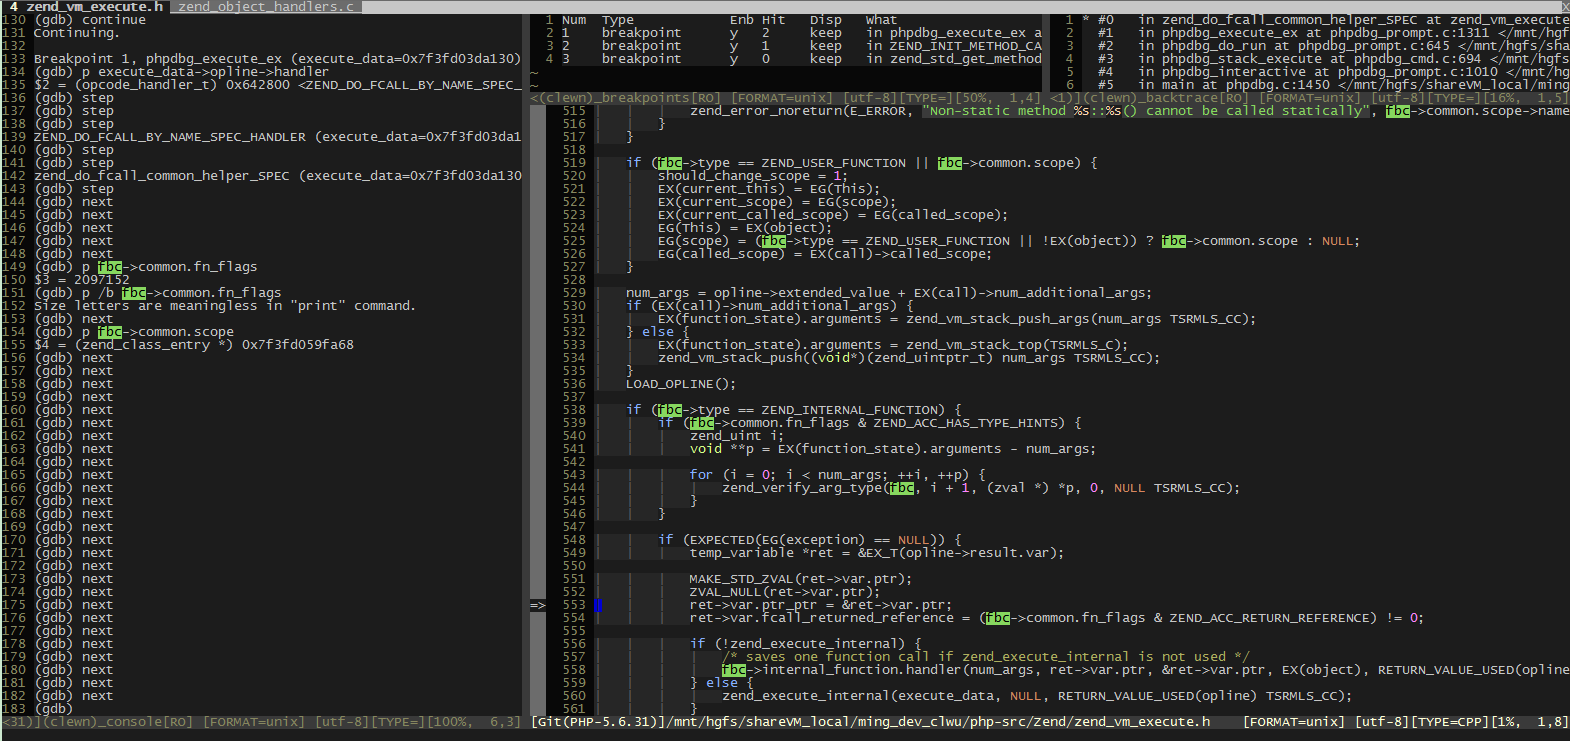 4 zend_vm_execute.h  zend_object_handlers.c X
130 (gdb) continue
131 Continuing.
132
133 Breakpoint 1, phpdbg_execute_ex (execute_data=0x7f3fd03da130)
134 (gdb) p execute_data->opline->handler
135 $2 = (opcode_handler_t) 0x642800 <ZEND_DO_FCALL_BY_NAME_SPEC_
136 (gdb) step
137 (gdb) step
138 (gdb) step
139 ZEND_DO_FCALL_BY_NAME_SPEC_HANDLER (execute_data=0x7f3fd03da1
140 (gdb) step
141 (gdb) step
142 zend_do_fcall_common_helper_SPEC (execute_data=0x7f3fd03da130
143 (gdb) step
144 (gdb) next
145 (gdb) next
146 (gdb) next
147 (gdb) next
148 (gdb) next
149 (gdb) p fbc->common.fn_flags
150 $3 = 2097152
151 (gdb) p /b fbc->common.fn_flags
152 Size letters are meaningless in "print" command.
153 (gdb) next
154 (gdb) p fbc->common.scope
155 $4 = (zend_class_entry *) 0x7f3fd059fa68
156 (gdb) next
157 (gdb) next
158 (gdb) next
159 (gdb) next
160 (gdb) next
161 (gdb) next
162 (gdb) next
163 (gdb) next
164 (gdb) next
165 (gdb) next
166 (gdb) next
167 (gdb) next
168 (gdb) next
169 (gdb) next
170 (gdb) next
171 (gdb) next
172 (gdb) next
173 (gdb) next
174 (gdb) next
175 (gdb) next
176 (gdb) next
177 (gdb) next
178 (gdb) next
179 (gdb) next
180 (gdb) next
181 (gdb) next
182 (gdb) next
183 (gdb)
<31)](clewn)_console[RO] [FORMAT=unix] [utf-8][TYPE=][100%,  6,3]
1 Num  Type            Enb Hit   Disp   What
2 1    breakpoint      y   2     keep   in phpdbg_execute_ex a
3 2    breakpoint      y   1     keep   in ZEND_INIT_METHOD_CA
4 3    breakpoint      y   0     keep   in zend_std_get_method
~
~
<(clewn)_breakpoints[RO] [FORMAT=unix] [utf-8][TYPE=][50%,  1,4]
1 * #0   in zend_do_fcall_common_helper_SPEC at zend_vm_execute
2   #1   in phpdbg_execute_ex at phpdbg_prompt.c:1311 </mnt/hgf
3   #2   in phpdbg_do_run at phpdbg_prompt.c:645 </mnt/hgfs/sha
4   #3   in phpdbg_stack_execute at phpdbg_cmd.c:694 </mnt/hgfs
5   #4   in phpdbg_interactive at phpdbg_prompt.c:1010 </mnt/hg
6   #5   in main at phpdbg.c:1450 </mnt/hgfs/shareVM_local/ming
<1)](clewn)_backtrace[RO] [FORMAT=unix] [utf-8][TYPE=][16%,  1,5]
515 zend_error_noreturn(E_ERROR, "Non-static method %s::%s() cannot be called statically", fbc->common.scope->name
516 }
517 }
518
519 if (fbc->type == ZEND_USER_FUNCTION || fbc->common.scope) {
520 should_change_scope = 1;
521 EX(current_this) = EG(This);
522 EX(current_scope) = EG(scope);
523 EX(current_called_scope) = EG(called_scope);
524 EG(This) = EX(object);
525 EG(scope) = (fbc->type == ZEND_USER_FUNCTION || !EX(object)) ? fbc->common.scope : NULL;
526 EG(called_scope) = EX(call)->called_scope;
527 }
528
529 num_args = opline->extended_value + EX(call)->num_additional_args;
530 if (EX(call)->num_additional_args) {
531 EX(function_state).arguments = zend_vm_stack_push_args(num_args TSRMLS_CC);
532 } else {
533 EX(function_state).arguments = zend_vm_stack_top(TSRMLS_C);
534 zend_vm_stack_push((void*)(zend_uintptr_t) num_args TSRMLS_CC);
535 }
536 LOAD_OPLINE();
537
538 if (fbc->type == ZEND_INTERNAL_FUNCTION) {
539 if (fbc->common.fn_flags & ZEND_ACC_HAS_TYPE_HINTS) {
540 zend_uint i;
541 void **p = EX(function_state).arguments - num_args;
542
543 for (i = 0; i < num_args; ++i, ++p) {
544 zend_verify_arg_type(fbc, i + 1, (zval *) *p, 0, NULL TSRMLS_CC);
545 }
546 }
547
548 if (EXPECTED(EG(exception) == NULL)) {
549 temp_variable *ret = &EX_T(opline->result.var);
550
551 MAKE_STD_ZVAL(ret->var.ptr);
552 ZVAL_NULL(ret->var.ptr);
=> 553 ret->var.ptr_ptr = &ret->var.ptr;
554 ret->var.fcall_returned_reference = (fbc->common.fn_flags & ZEND_ACC_RETURN_REFERENCE) != 0;
555
556 if (!zend_execute_internal) {
557 /* saves one function call if zend_execute_internal is not used */
558 fbc->internal_function.handler(num_args, ret->var.ptr, &ret->var.ptr, EX(object), RETURN_VALUE_USED(opline
559 } else {
560 zend_execute_internal(execute_data, NULL, RETURN_VALUE_USED(opline) TSRMLS_CC);
561 }
[Git(PHP-5.6.31)]/mnt/hgfs/shareVM_local/ming_dev_clwu/php-src/Zend/zend_vm_execute.h    [FORMAT=unix] [utf-8][TYPE=CPP][1%,  1,8]